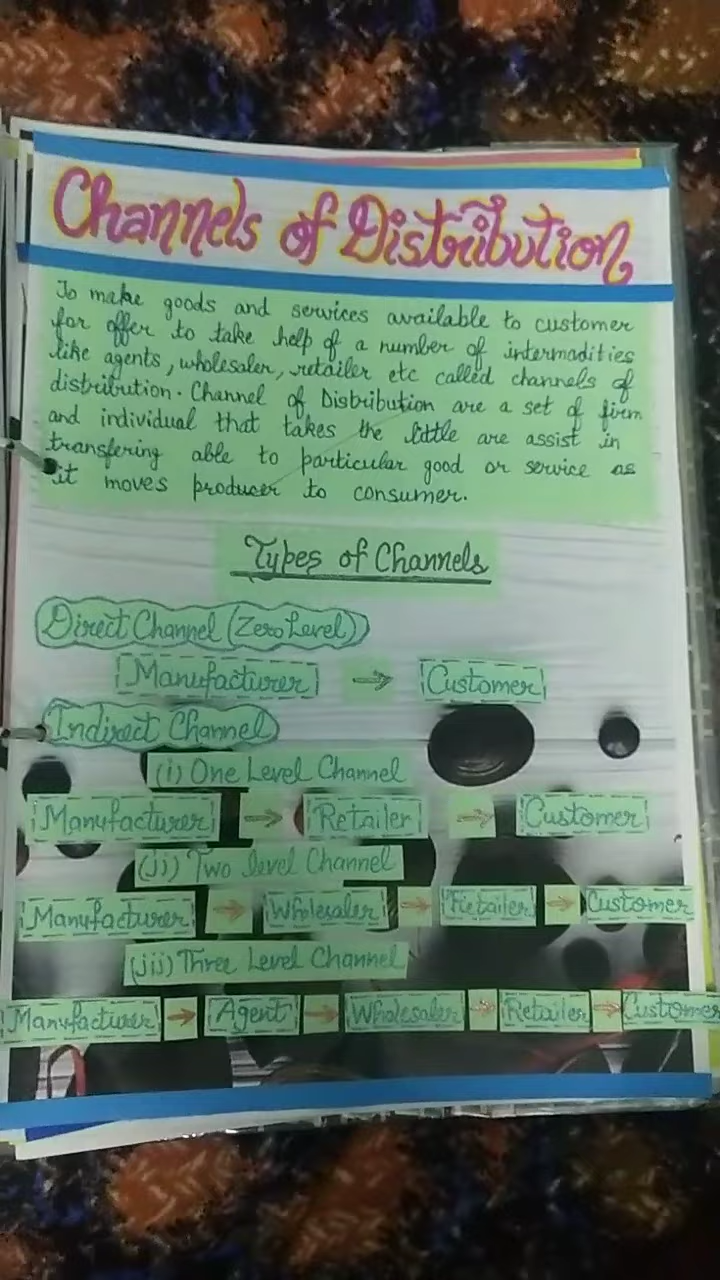 Channels of Distribution
To make goods and services available to customer
for offer to take help of a number of intermadities
like agents, wholesaler, retailer etc called channels of
distribution. Channel of Distribution are a set of firm
and individual that takes the little are assist in
transfering able to particular good or service as
it moves producer to consumer.
Types of Channels
Direct Channel (Zero Level)
Manufacturer → Customer
Indirect Channel
(i) One Level Channel
Manufacturer → Retailer → Customer
(ii) Two level Channel
Manufacturer → Wholesaler → Retailer → Customer
(iii) Three Level Channel
Manufacturer → Agent → Wholesaler → Retailer → Customer